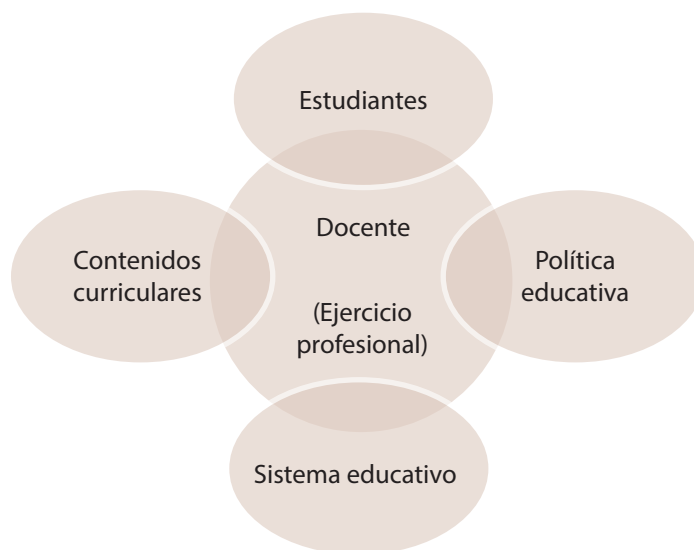 Estudiantes
Docente
Contenidos
curriculares
Política
educativa
(Ejercicio
profesional)
Sistema educativo